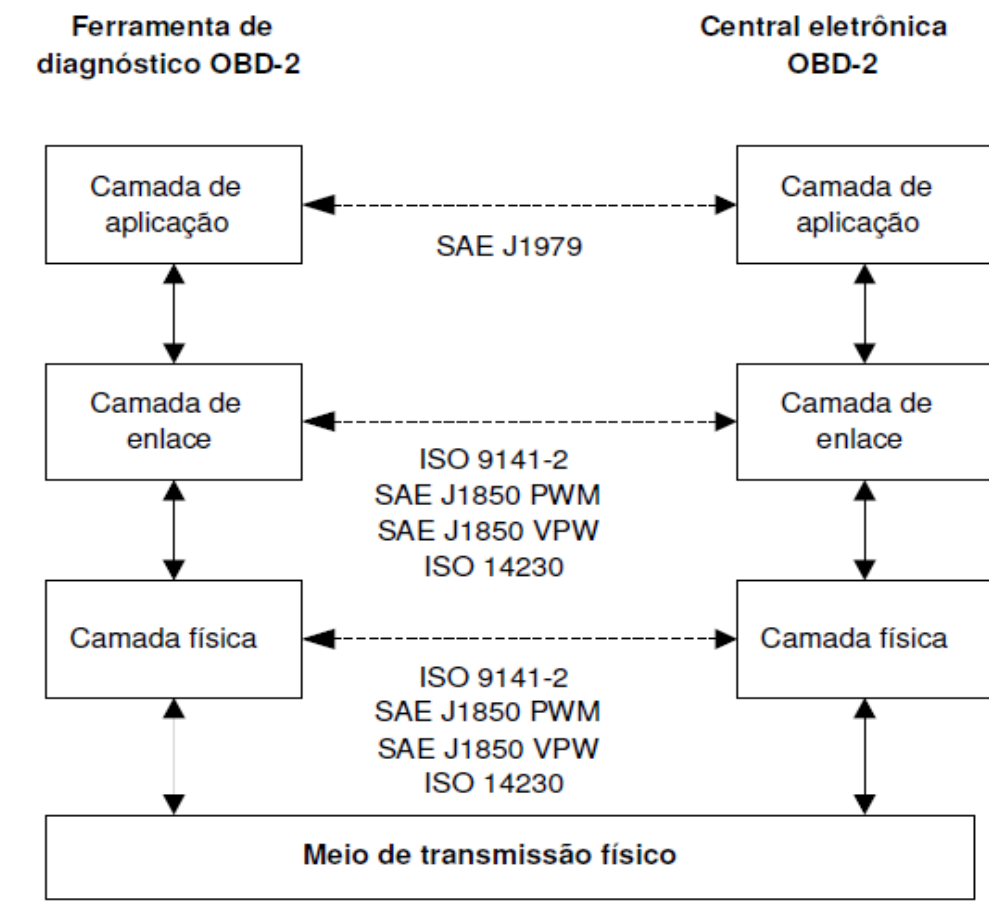 Ferramenta de
diagnóstico OBD-2
Central eletrônica
OBD-2
Camada de
aplicação
SAE J1979
Camada de
aplicação
Camada de
enlace
ISO 9141-2
SAE J1850 PWM
SAE J1850 VPW
ISO 14230
Camada de
enlace
Camada física
ISO 9141-2
SAE J1850 PWM
SAE J1850 VPW
ISO 14230
Camada física
Meio de transmissão físico